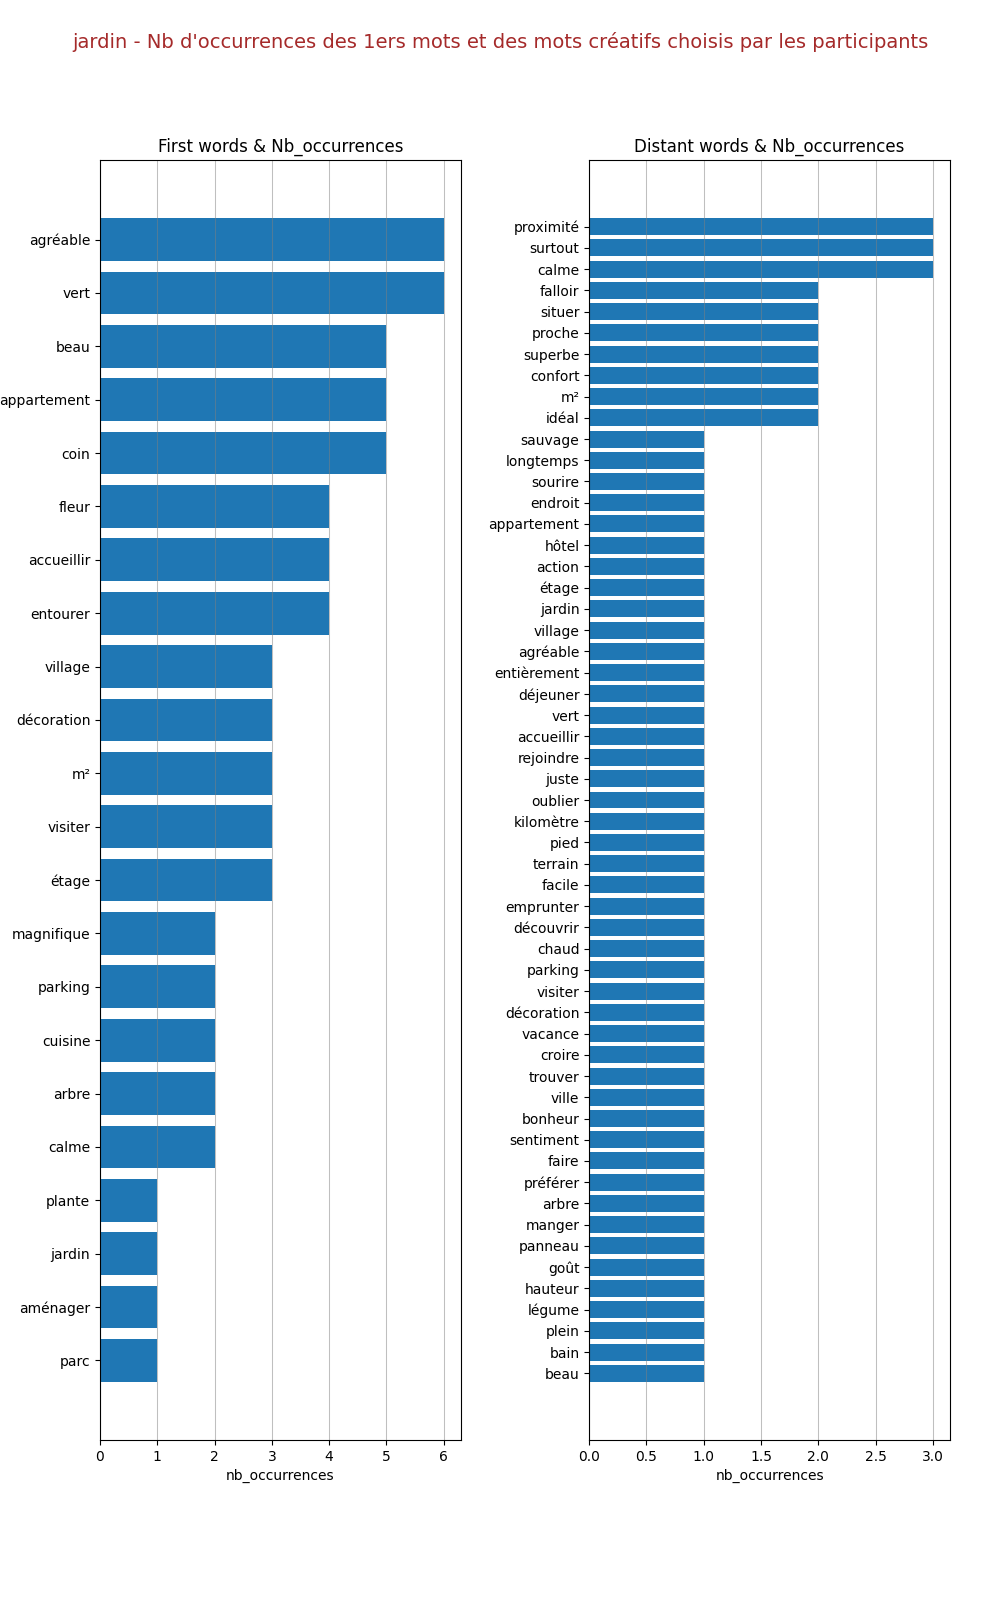 jardin - Nb d'occurrences des 1ers mots et des mots créatifs choisis par les participants
First words & Nb_occurrences
agréable
vert
beau
appartement
coin
fleur
accueillir
entourer
village
décoration
m²
visiter
étage
magnifique
parking
cuisine
arbre
calme
plante
jardin
aménager
parc
0 1 2 3 4 5 6
nb_occurrences
Distant words & Nb_occurrences
proximité
surtout
calme
falloir
situer
proche
superbe
confort
m²
idéal
sauvage
longtemps
sourire
endroit
appartement
hôtel
action
étage
jardin
village
agréable
entièrement
déjeuner
vert
accueillir
rejoindre
juste
oublier
kilomètre
pied
terrain
facile
emprunter
découvrir
chaud
parking
visiter
décoration
vacance
croire
trouver
ville
bonheur
sentiment
faire
préférer
arbre
manger
panneau
goût
hauteur
légume
plein
bain
beau
0.0 0.5 1.0 1.5 2.0 2.5 3.0
nb_occurrences